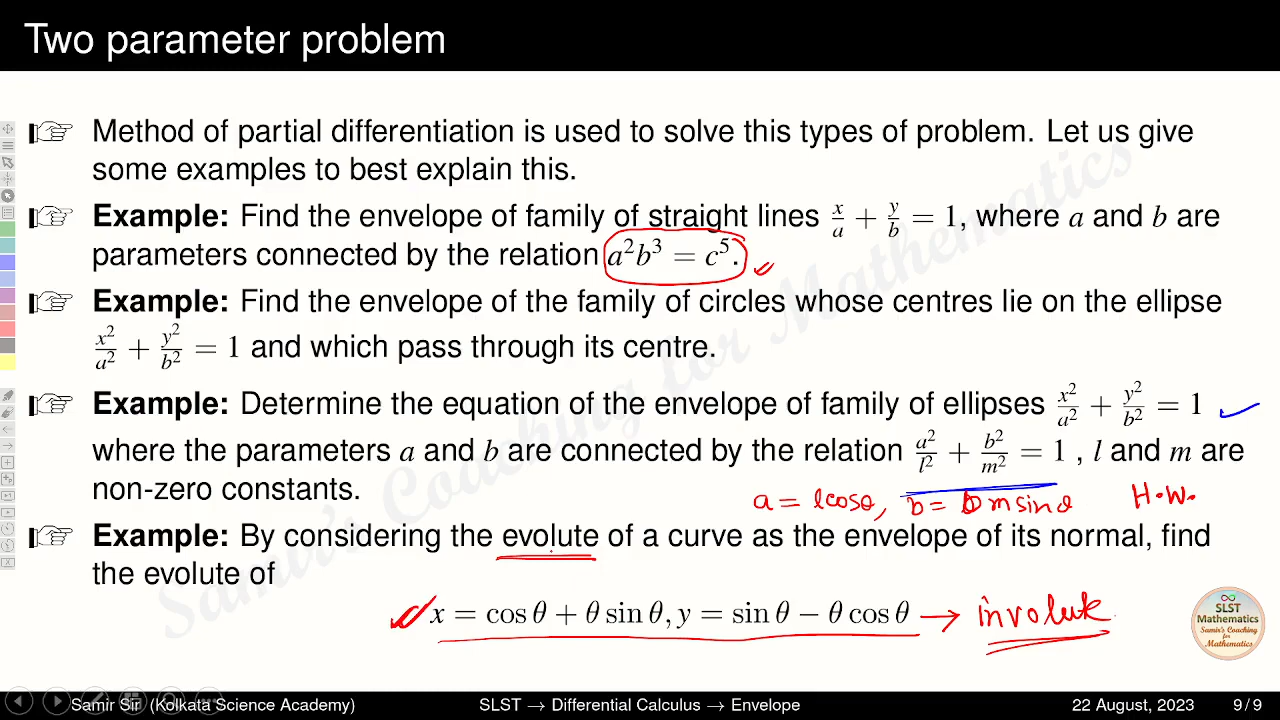 Two parameter problem
Method of partial differentiation is used to solve this types of problem. Let us give
some examples to best explain this.
Example: Find the envelope of family of straight lines x/a + y/b = 1, where a and b are
parameters connected by the relation a²b³ = c⁵.
Example: Find the envelope of the family of circles whose centres lie on the ellipse
x²/a² + y²/b² = 1 and which pass through its centre.
Example: Determine the equation of the envelope of family of ellipses x²/a² + y²/b² = 1
where the parameters a and b are connected by the relation a²/l² + b²/m² = 1 , l and m are
non-zero constants.
a = lcosθ, b = m sinθ H.W.
Example: By considering the evolute of a curve as the envelope of its normal, find
the evolute of
x = cos θ + θ sin θ, y = sin θ − θ cos θ → involute
SLST
Mathematics
Samir's Coaching
for
Mathematics
Samir's Coaching for Mathematics
Samir Sir (Kolkata Science Academy) SLST → Differential Calculus → Envelope 22 August, 2023 9 / 9